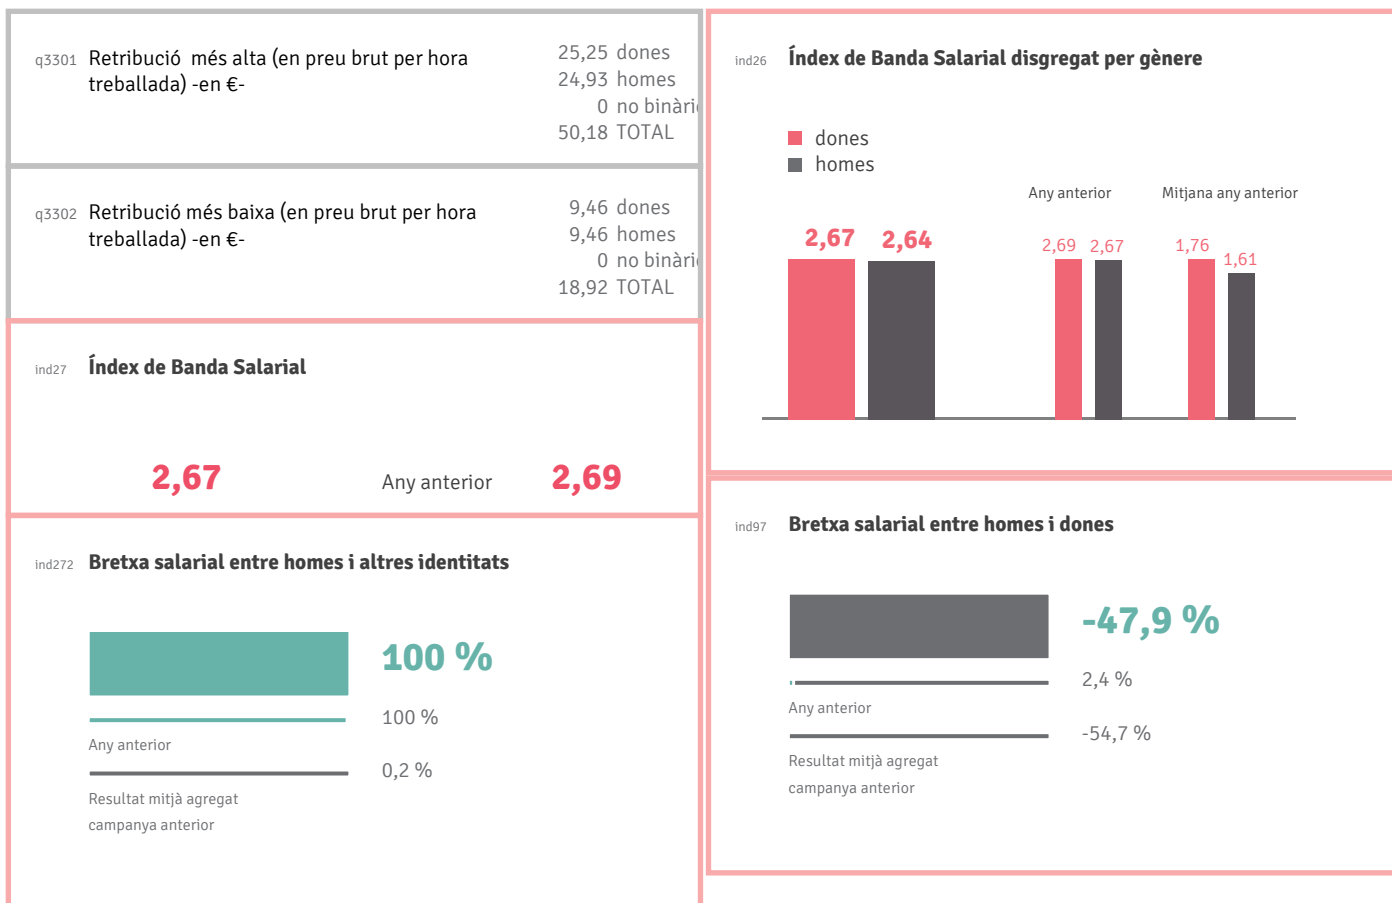 q3301 Retribució més alta (en preu brut per hora
treballada) -en €-
25,25 dones
24,93 homes
0 no binàri
50,18 TOTAL
q3302 Retribució més baixa (en preu brut per hora
treballada) -en €-
9,46 dones
9,46 homes
0 no binàri
18,92 TOTAL
ind27 Índex de Banda Salarial
2,67 Any anterior 2,69
ind272 Bretxa salarial entre homes i altres identitats
100 %
100 %
Any anterior
0,2 %
Resultat mitjà agregat
campanya anterior
ind26 Índex de Banda Salarial disgregat per gènere
dones
homes
Any anterior Mitjana any anterior
2,67 2,64 2,69 2,67 1,76 1,61
ind97 Bretxa salarial entre homes i dones
-47,9 %
2,4 %
Any anterior
-54,7 %
Resultat mitjà agregat
campanya anterior